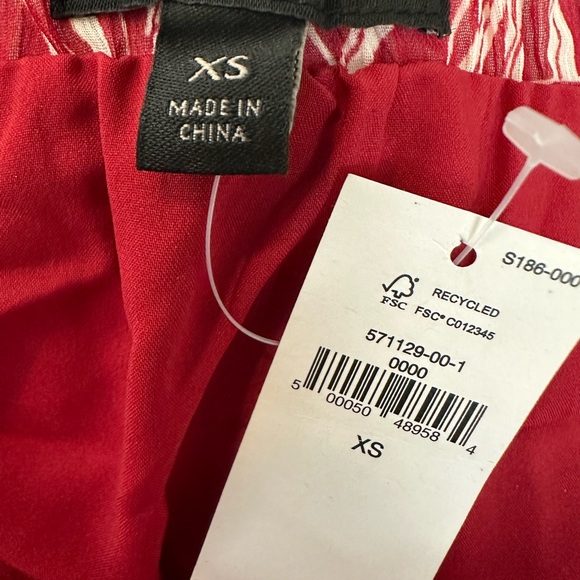 XS
MADE IN
CHINA
S186-000
FSC
RECYCLED
FSC® C012345
571129-00-1
0000
5 00050 48958 4
XS